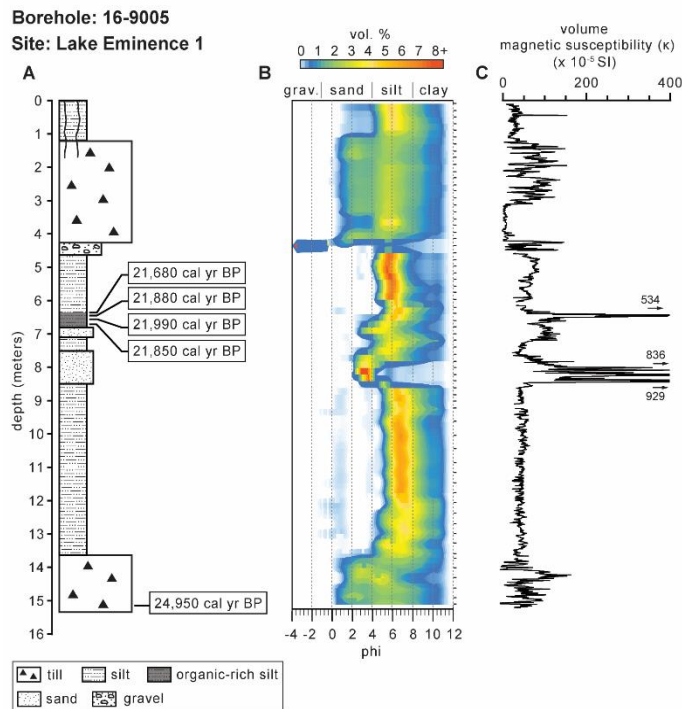 Borehole: 16-9005
Site: Lake Eminence 1
A
B
C
vol. %
0 1 2 3 4 5 6 7 8+
grav. sand silt clay
volume
magnetic susceptibility (κ)
(x 10-5 SI)
0 100 200 300 400
depth (meters)
0
1
2
3
4
5
6
7
8
9
10
11
12
13
14
15
16
21,680 cal yr BP
21,880 cal yr BP
21,990 cal yr BP
21,850 cal yr BP
24,950 cal yr BP
534
836
929
-4 -2 0 2 4 6 8 10 12
phi
till silt organic-rich silt
sand gravel